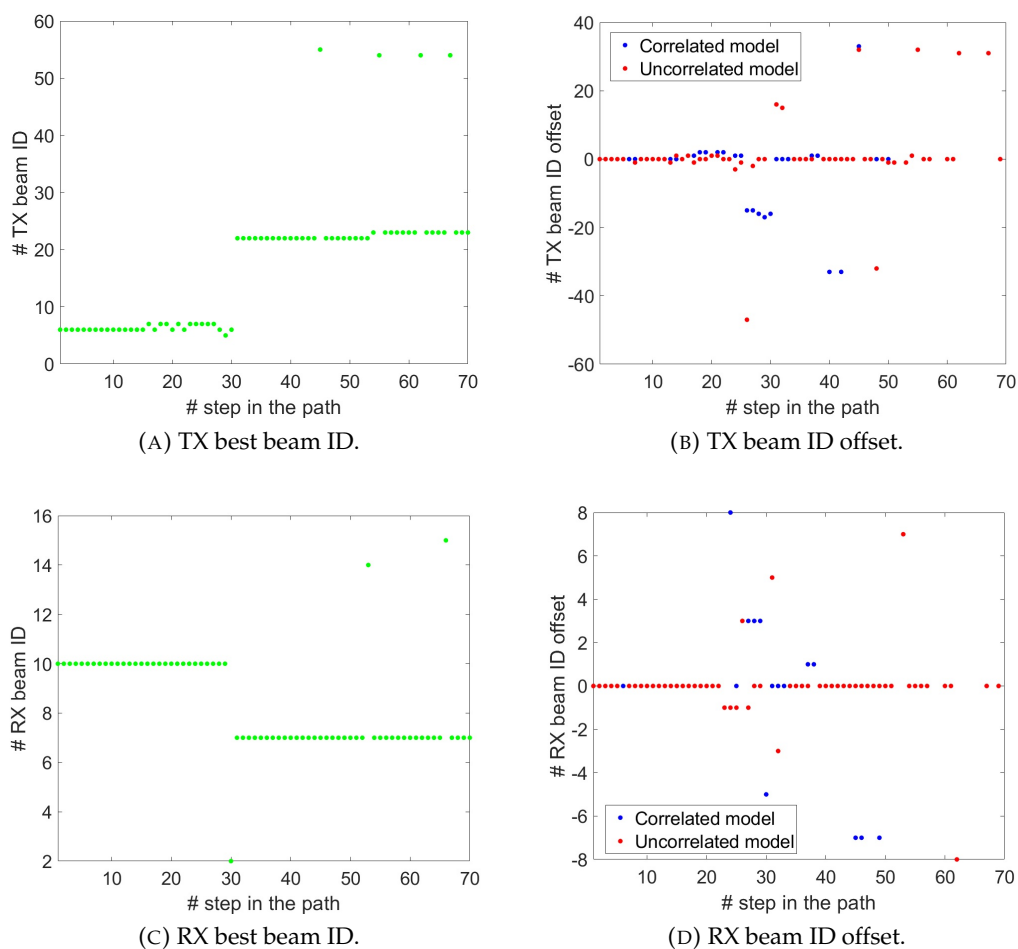 60
50
40
30
20
10
0
# TX beam ID
10 20 30 40 50 60 70
# step in the path
(A) TX best beam ID.
40
20
0
-20
-40
-60
# TX beam ID offset
Correlated model
Uncorrelated model
10 20 30 40 50 60 70
# step in the path
(B) TX beam ID offset.
16
14
12
10
8
6
4
2
# RX beam ID
10 20 30 40 50 60 70
# step in the path
(C) RX best beam ID.
8
6
4
2
0
-2
-4
-6
-8
# RX beam ID offset
Correlated model
Uncorrelated model
10 20 30 40 50 60 70
# step in the path
(D) RX beam ID offset.